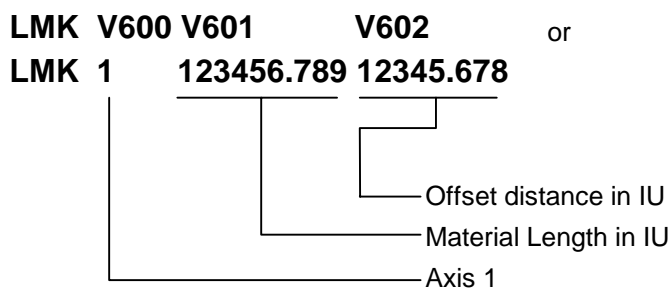 LMK V600 V601 V602 or
LMK 1 123456.789 12345.678
Offset distance in IU
Material Length in IU
Axis 1